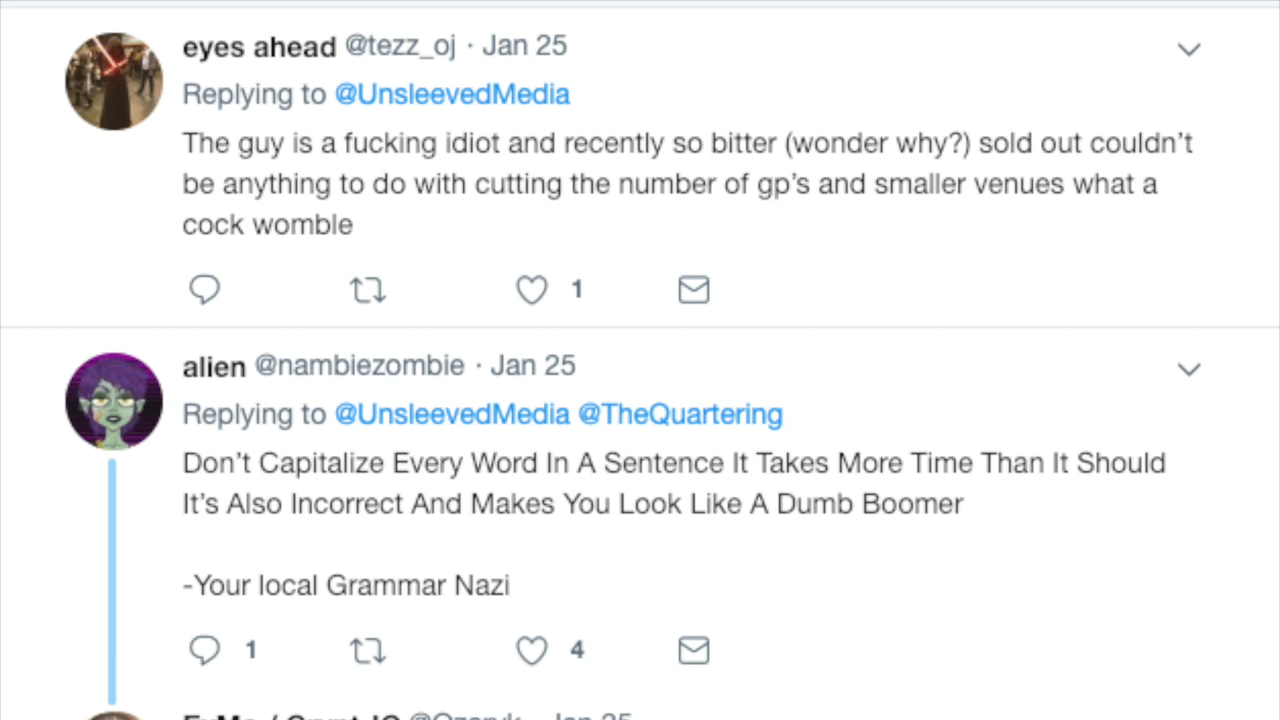 eyes ahead @tezz_oj · Jan 25
Replying to @UnsleevedMedia
The guy is a fucking idiot and recently so bitter (wonder why?) sold out couldn’t
be anything to do with cutting the number of gp’s and smaller venues what a
cock womble
1
alien @nambiezombie · Jan 25
Replying to @UnsleevedMedia @TheQuartering
Don’t Capitalize Every Word In A Sentence It Takes More Time Than It Should
It’s Also Incorrect And Makes You Look Like A Dumb Boomer
-Your local Grammar Nazi
1 4